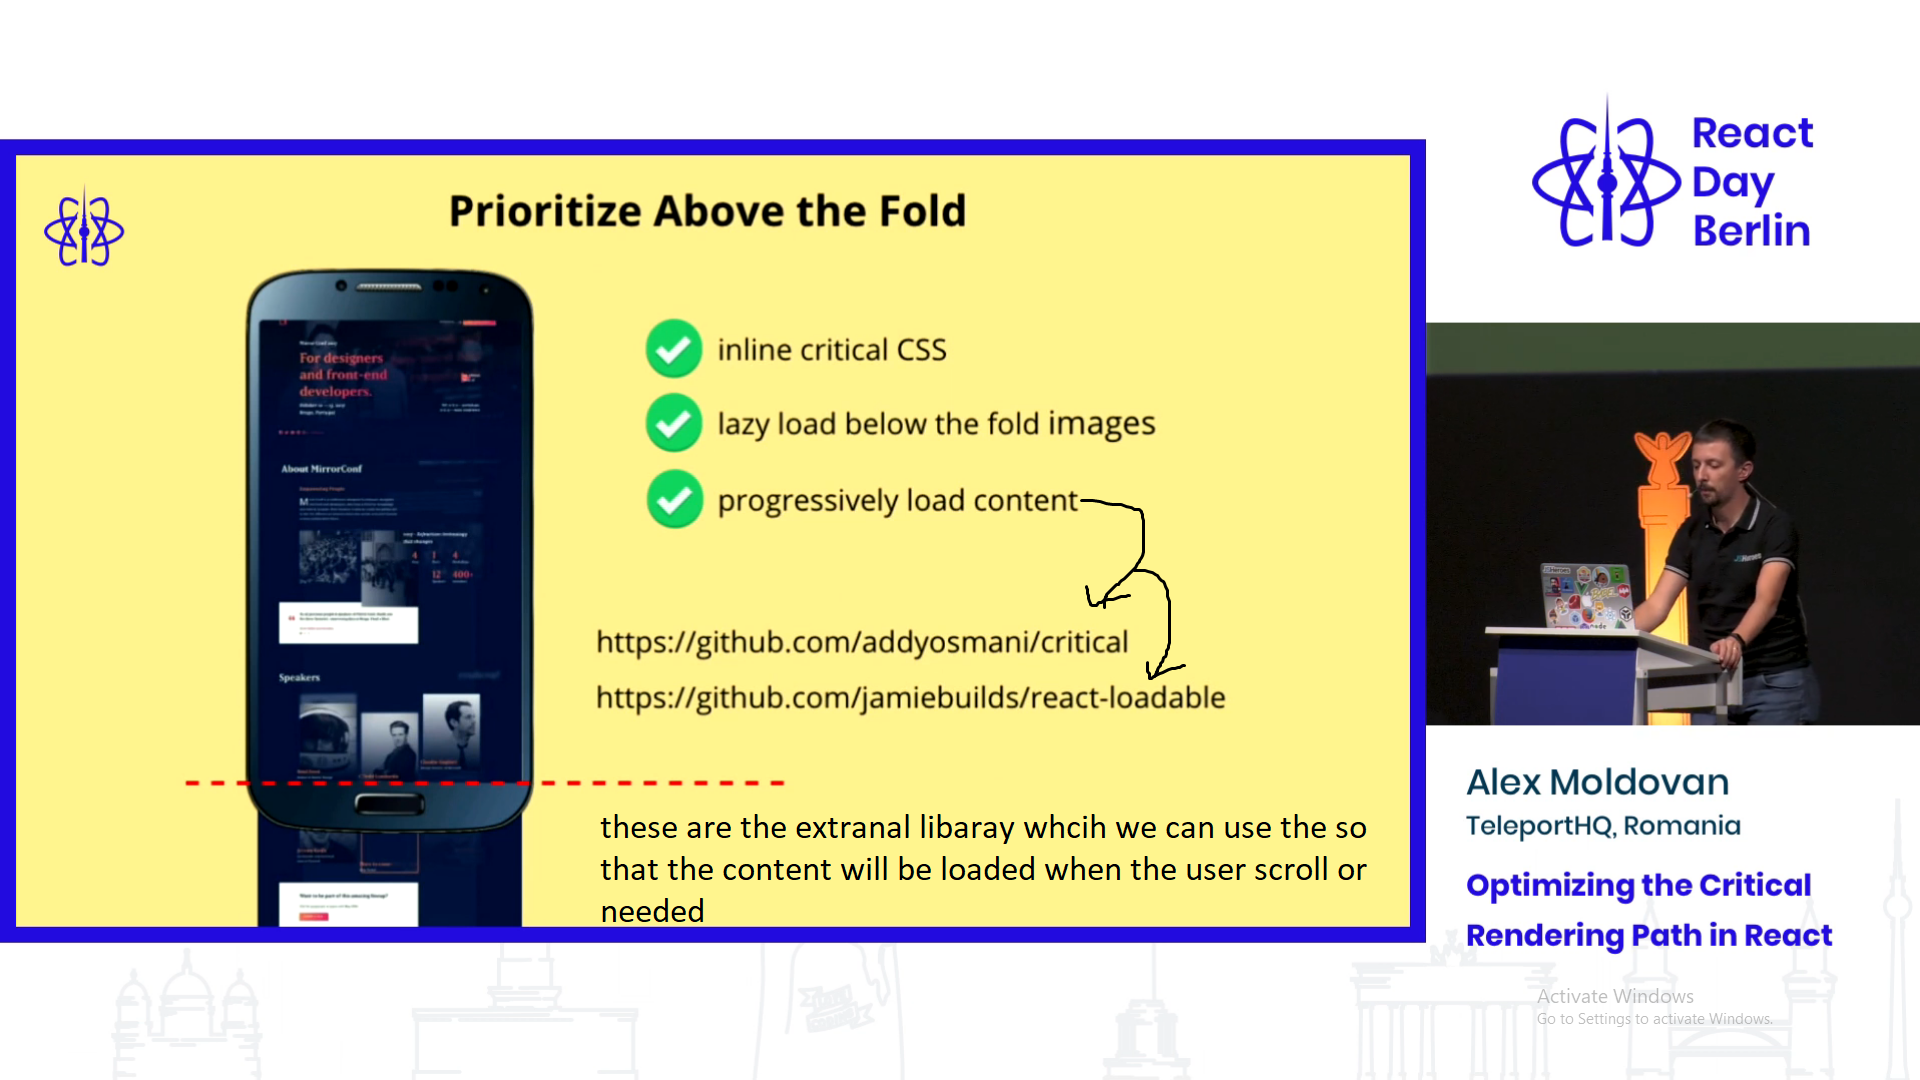 Prioritize Above the Fold
For designers
and front-end
developers.
About MirrorConf
Speakers
12 400+
inline critical CSS
lazy load below the fold images
progressively load content
https://github.com/addyosmani/critical
https://github.com/jamiebuilds/react-loadable
these are the extranal libaray whcih we can use the so
that the content will be loaded when the user scroll or
needed
React
Day
Berlin
Alex Moldovan
TeleportHQ, Romania
Optimizing the Critical
Rendering Path in React
Activate Windows
Go to Settings to activate Windows.